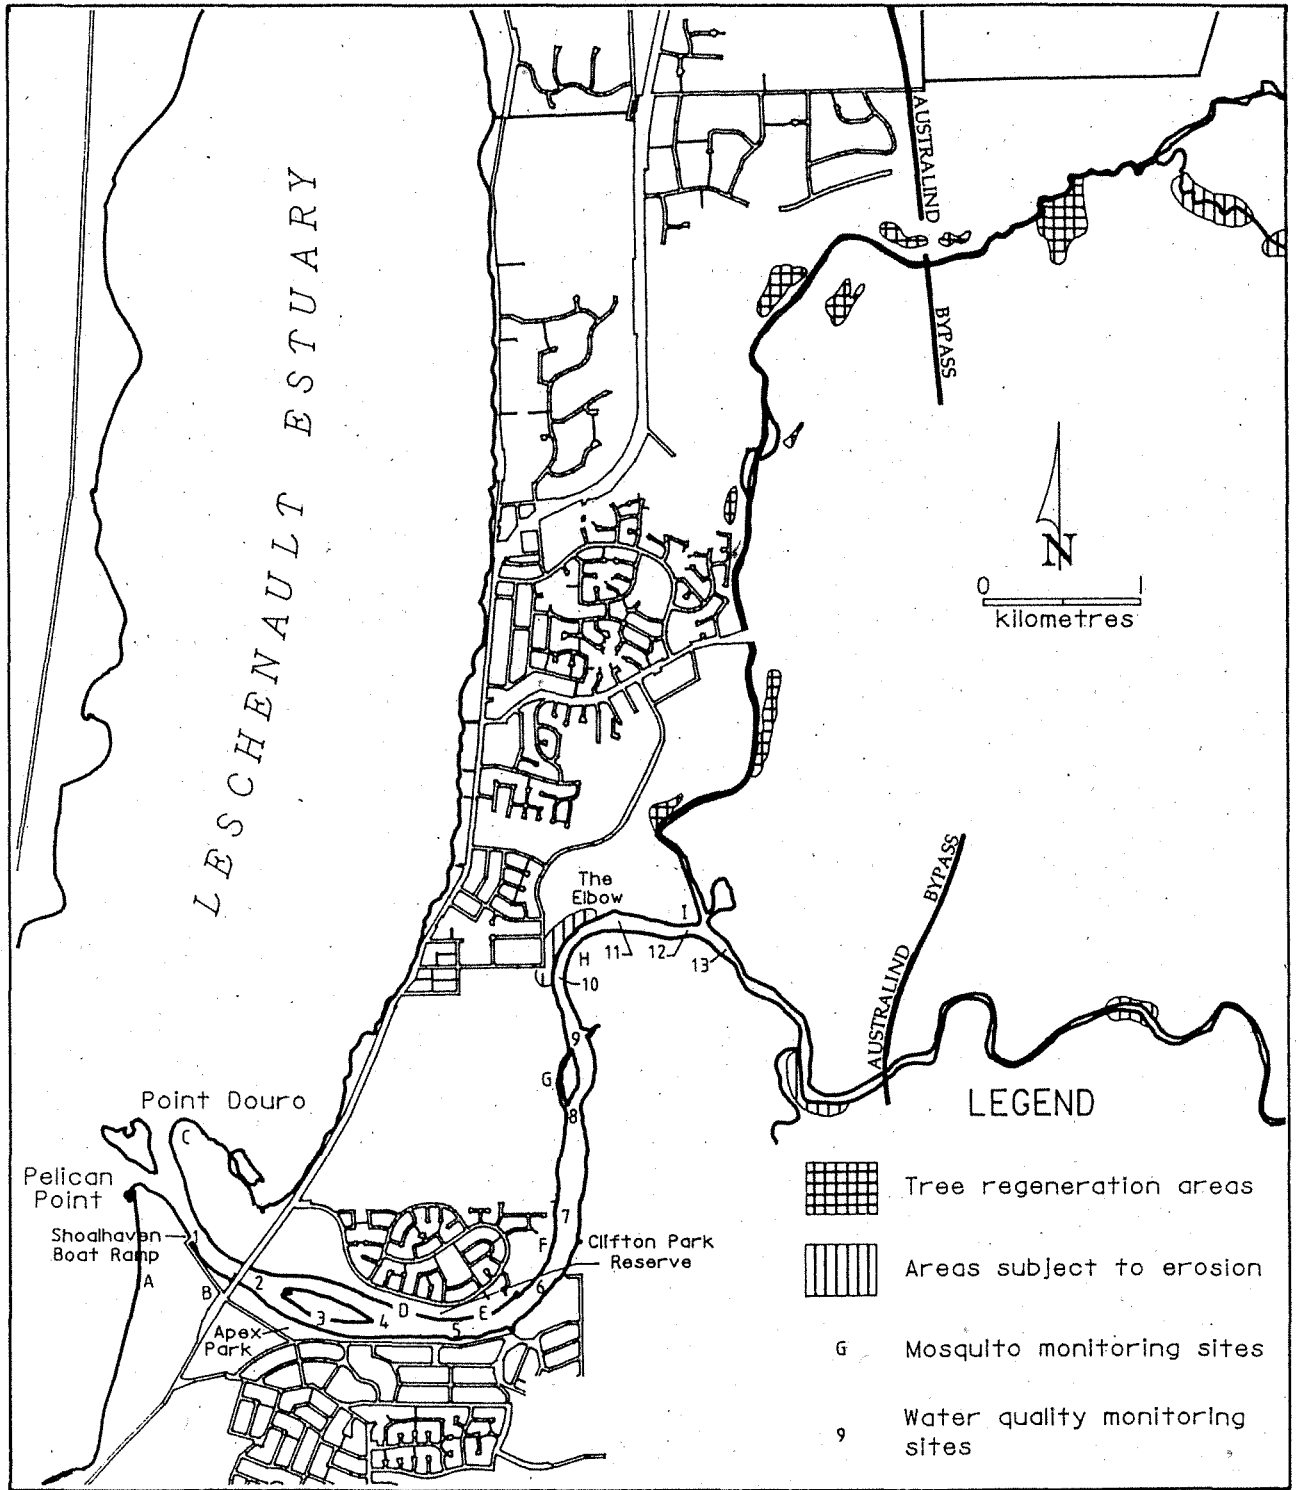 LESCHENAULT ESTUARY
AUSTRALIND
BYPASS
N
0 1
kilometres
The
Elbow
I
11
12
13
H
10
9
G
8
BYPASS
AUSTRALIND
Point Douro
C
Pelican
Point
Shoalhaven
Boat Ramp
1
A
B
2
3
4
D
5
E
6
F
7
Clifton Park
Reserve
Apex
Park
LEGEND
Tree regeneration areas
Areas subject to erosion
G Mosquito monitoring sites
9 Water quality monitoring
sites